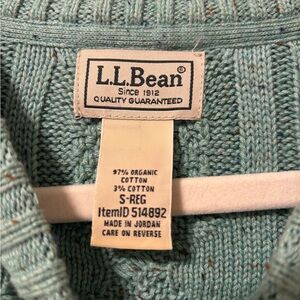 L.L.Bean®
Since 1912
QUALITY GUARANTEED
97% ORGANIC
COTTON
3% COTTON
S-REG
ItemID 514892
MADE IN JORDAN
CARE ON REVERSE